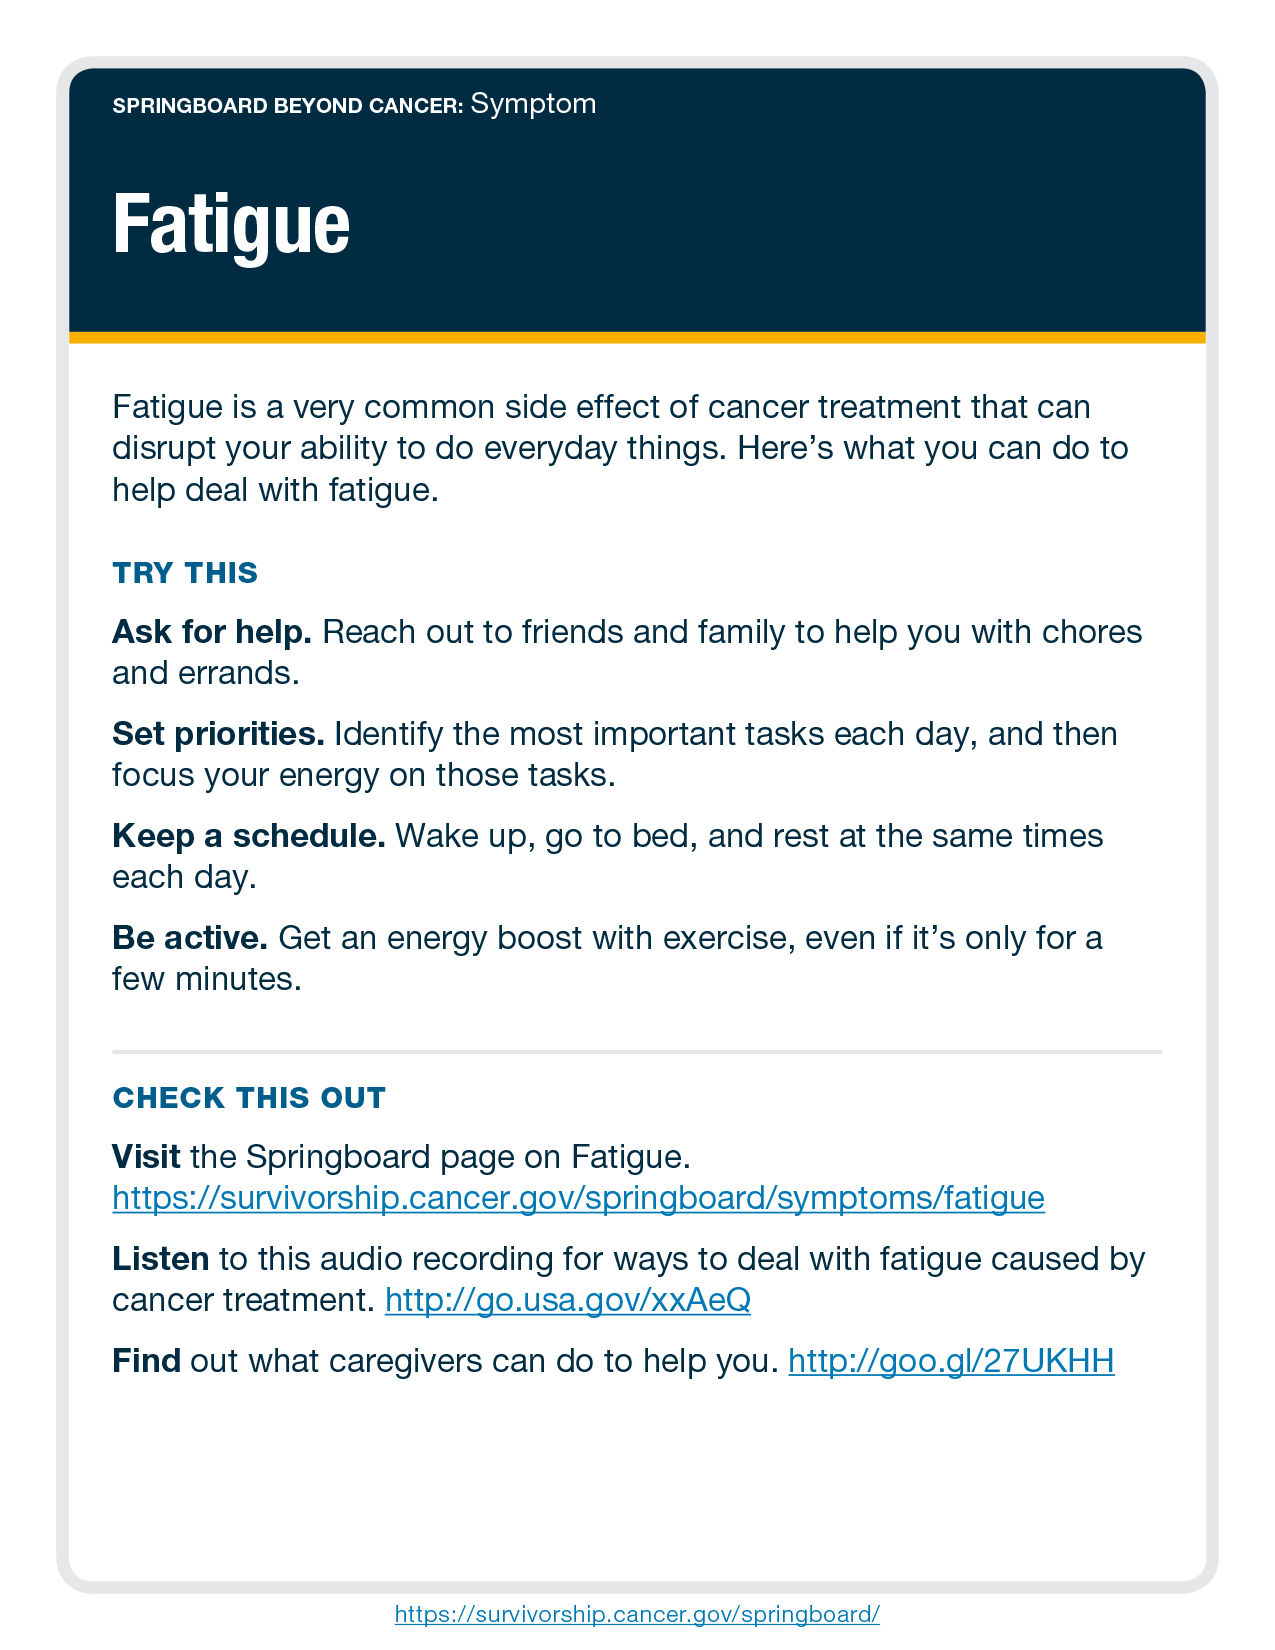 SPRINGBOARD BEYOND CANCER: Symptom
Fatigue
Fatigue is a very common side effect of cancer treatment that can
disrupt your ability to do everyday things. Here’s what you can do to
help deal with fatigue.
TRY THIS
Ask for help. Reach out to friends and family to help you with chores
and errands.
Set priorities. Identify the most important tasks each day, and then
focus your energy on those tasks.
Keep a schedule. Wake up, go to bed, and rest at the same times
each day.
Be active. Get an energy boost with exercise, even if it’s only for a
few minutes.
CHECK THIS OUT
Visit the Springboard page on Fatigue.
https://survivorship.cancer.gov/springboard/symptoms/fatigue
Listen to this audio recording for ways to deal with fatigue caused by
cancer treatment. http://go.usa.gov/xxAeQ
Find out what caregivers can do to help you. http://goo.gl/27UKHH
https://survivorship.cancer.gov/springboard/